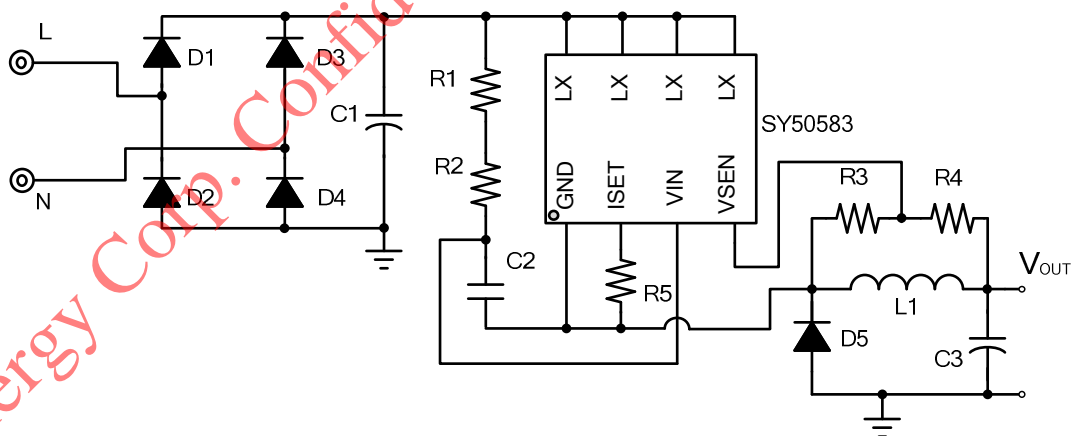 L
D1
D3
C1
N
D2
D4
R1
R2
C2
LX LX LX LX
GND ISET VIN VSEN
SY50583
R5
R3
R4
L1
VOUT
D5
C3
ergy Corp. Confid